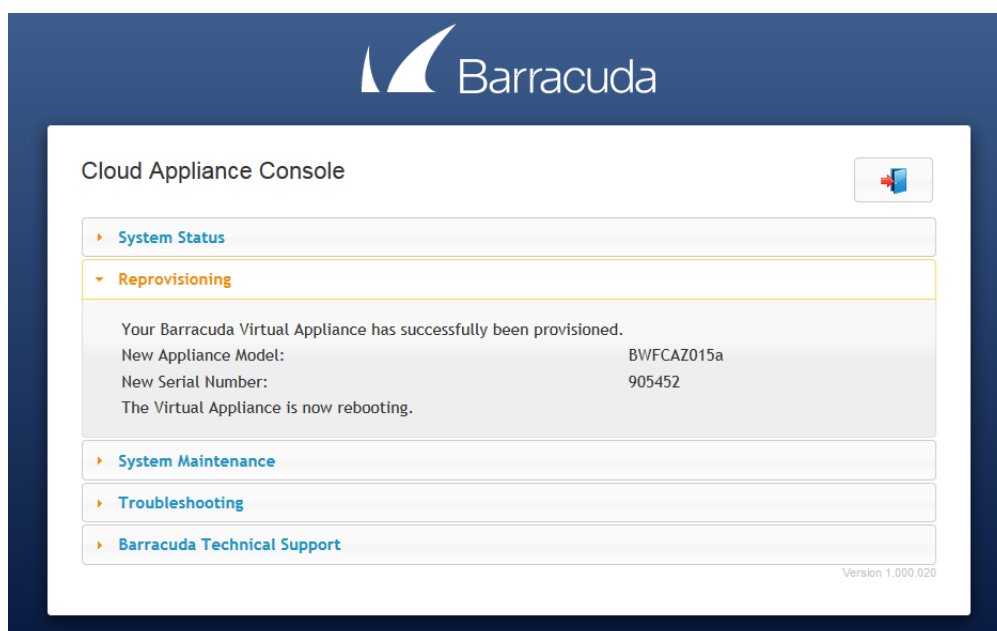 Barracuda
Cloud Appliance Console
System Status
Reprovisioning
Your Barracuda Virtual Appliance has successfully been provisioned.
New Appliance Model: BWFCAZ015a
New Serial Number: 905452
The Virtual Appliance is now rebooting.
System Maintenance
Troubleshooting
Barracuda Technical Support
Version 1.000.020